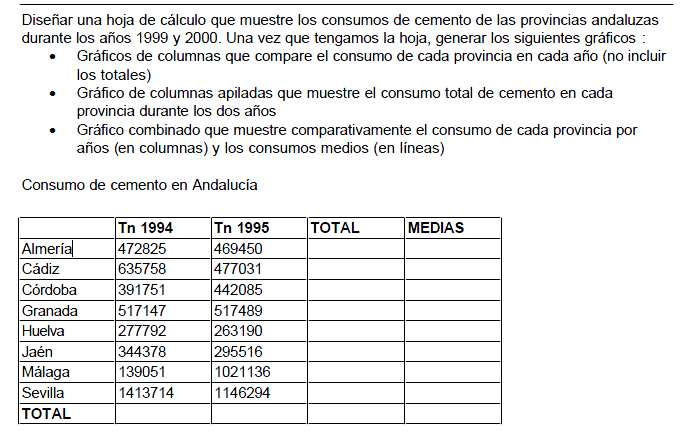 Diseñar una hoja de cálculo que muestre los consumos de cemento de las provincias andaluzas
durante los años 1999 y 2000. Una vez que tengamos la hoja, generar los siguientes gráficos :
• Gráficos de columnas que compare el consumo de cada provincia en cada año (no incluir
los totales)
• Gráfico de columnas apiladas que muestre el consumo total de cemento en cada
provincia durante los dos años
• Gráfico combinado que muestre comparativamente el consumo de cada provincia por
años (en columnas) y los consumos medios (en líneas)
Consumo de cemento en Andalucía
Tn 1994 Tn 1995 TOTAL MEDIAS
Almería 472825 469450
Cádiz 635758 477031
Córdoba 391751 442085
Granada 517147 517489
Huelva 277792 263190
Jaén 344378 295516
Málaga 139051 1021136
Sevilla 1413714 1146294
TOTAL